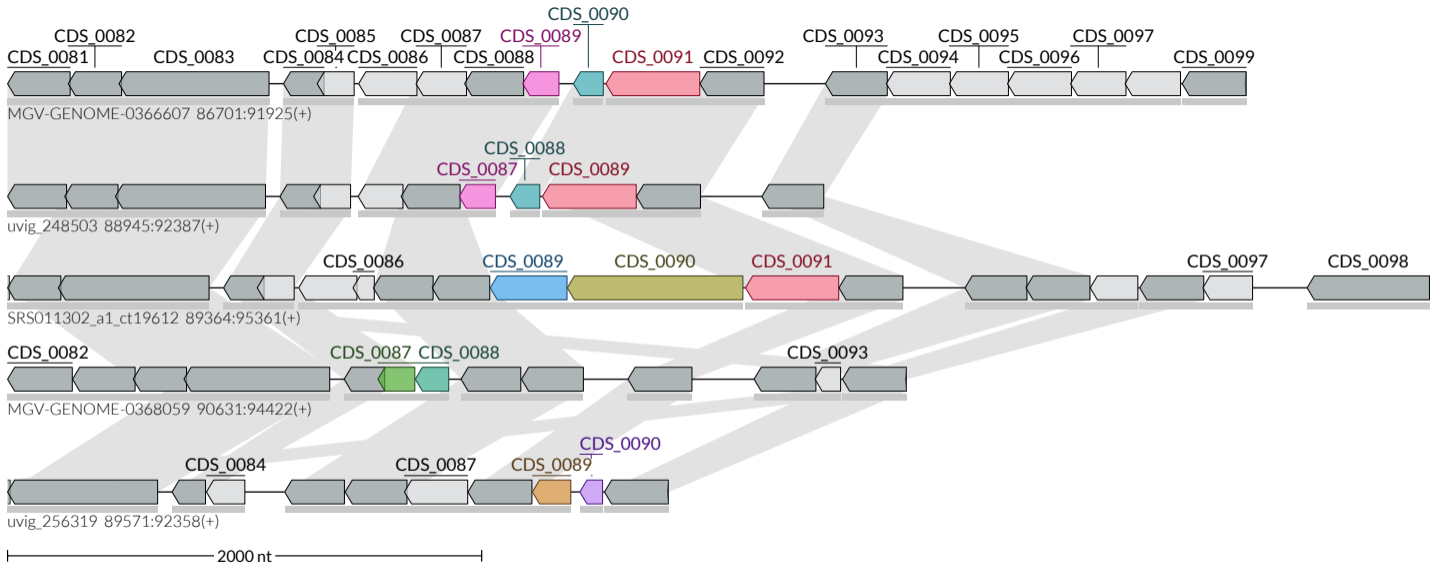 CDS_0090
CDS_0082 CDS_0085 CDS_0087 CDS_0089 CDS_0093 CDS_0095 CDS_0097
CDS_0081 CDS_0083 CDS_0084 CDS_0086 CDS_0088 CDS_0091 CDS_0092 CDS_0094 CDS_0096 CDS_0099
MGV-GENOME-0366607 86701:91925(+)
CDS_0088
CDS_0087 CDS_0089
uvig_248503 88945:92387(+)
CDS_0086 CDS_0089 CDS_0090 CDS_0091 CDS_0097 CDS_0098
SRS011302_a1_ct19612 89364:95361(+)
CDS_0082 CDS_0087 CDS_0088 CDS_0093
MGV-GENOME-0368059 90631:94422(+)
CDS_0090
CDS_0084 CDS_0087 CDS_0089
uvig_256319 89571:92358(+)
2000 nt